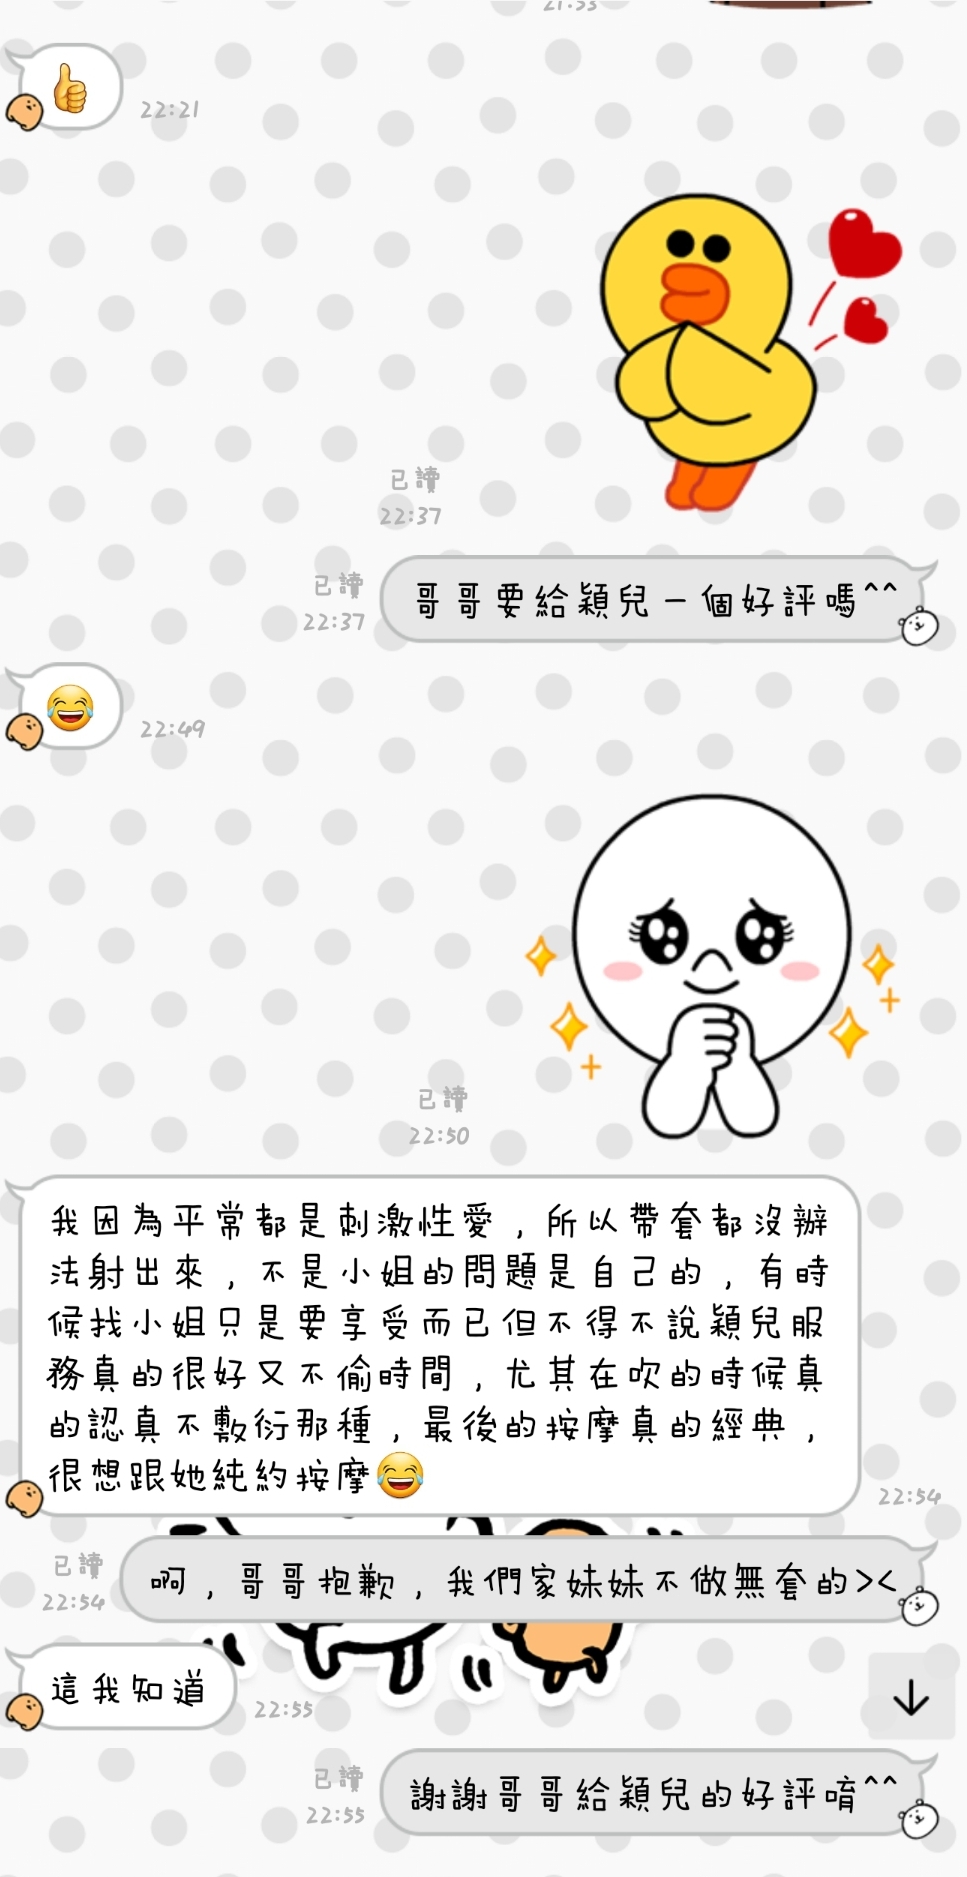 21:53
👍
22:21
已讀
22:37
已讀
22:37
哥哥要給穎兒一個好評嗎^^
😂
22:49
已讀
22:50
我因為平常都是刺激性愛，所以帶套都沒辦
法射出來，不是小姐的問題是自己的，有時
候找小姐只是要享受而已但不得不說穎兒服
務真的很好又不偷時間，尤其在吹的時候真
的認真不敷衍那種，最後的按摩真的經典，
很想跟她純約按摩😂
22:54
已讀
22:54
啊，哥哥抱歉，我們家妹妹不做無套的><
這我知道
22:55
已讀
22:55
謝謝哥哥給穎兒的好評唷^^